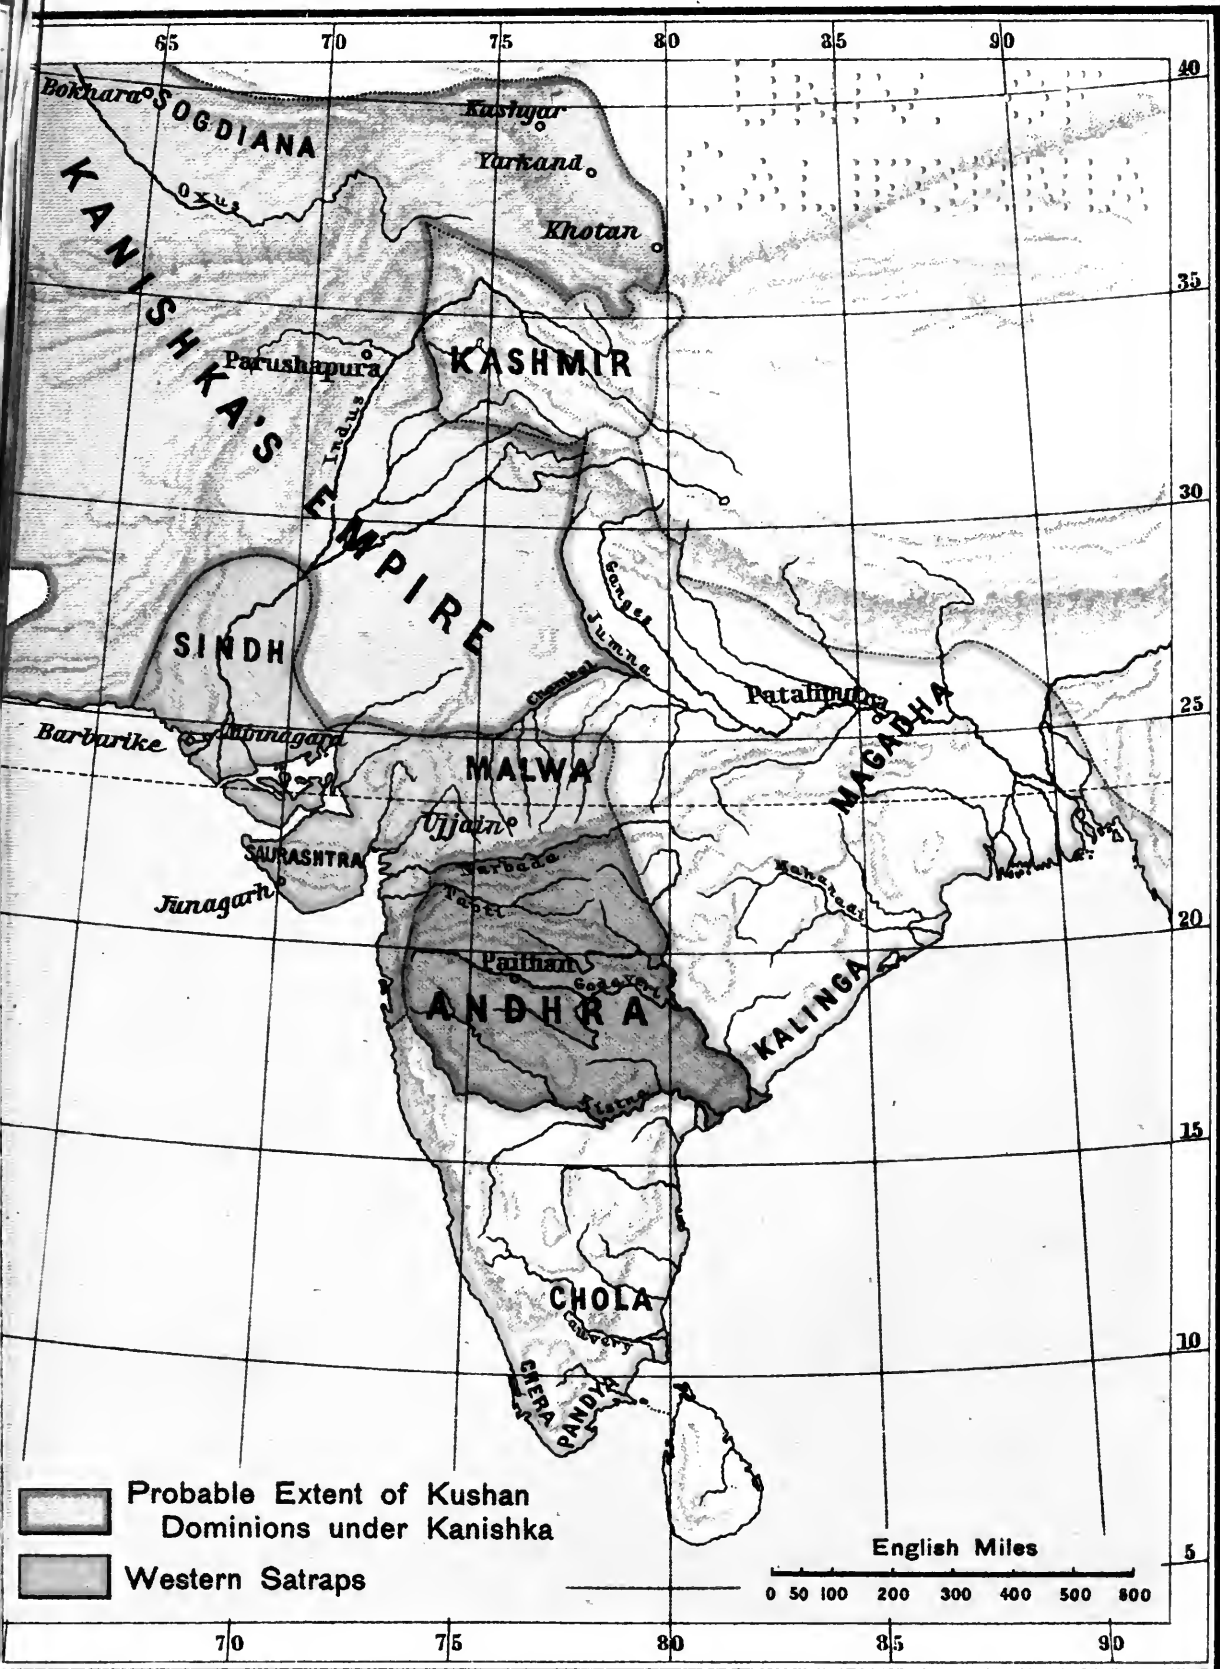 65 70 75 80 85 90
40
Bokhara
SOGDIANA
Kashgar
Yarkand
Oxus
Khotan
35
KANISHKA'S EMPIRE
KASHMIR
Parushapura
Indus
30
Ganges
Jumna
SINDH
Chambal
Pataliputra
MAGADHA
25
Barbarike
MALWA
Ujjain
SAURASHTRA
Narbada
Junagarh
Tapti
Mahanadi
20
Paithan
Godaveri
ANDHRA
KALINGA
Kistna
15
CHOLA
Cauvery
10
CHERA
PANDYA
Probable Extent of Kushan
Dominions under Kanishka
Western Satraps
English Miles
0 50 100 200 300 400 500 600
5
70 75 80 85 90